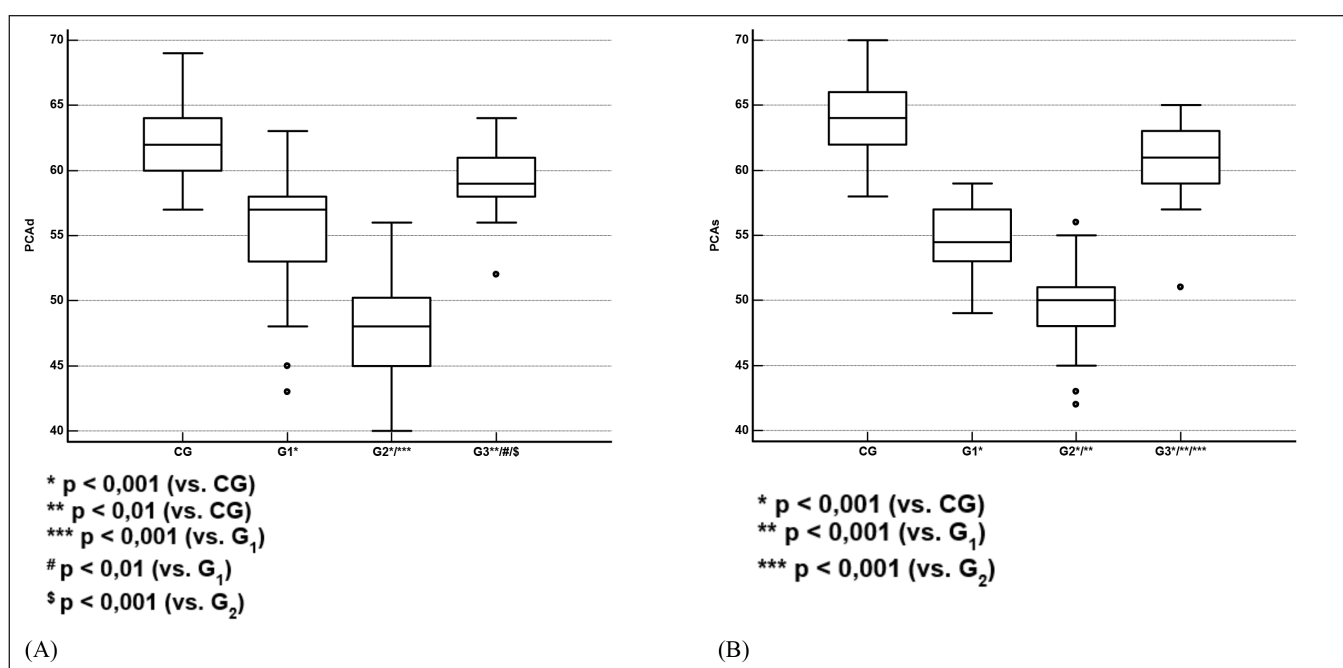 70
65
60
55
50
45
40
PCAd
CG G1* G2*/*** G3**/#/$
* p < 0,001 (vs. CG)
** p < 0,01 (vs. CG)
*** p < 0,001 (vs. G1)
# p < 0,01 (vs. G1)
$ p < 0,001 (vs. G2)
(A)
70
65
60
55
50
45
40
PCAs
CG G1* G2*/** G3*/**/***
* p < 0,001 (vs. CG)
** p < 0,001 (vs. G1)
*** p < 0,001 (vs. G2)
(B)